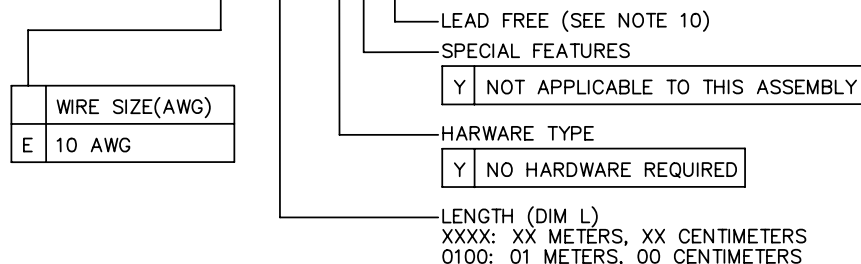 LEAD FREE (SEE NOTE 10)
SPECIAL FEATURES
Y NOT APPLICABLE TO THIS ASSEMBLY
WIRE SIZE(AWG)
E 10 AWG
HARWARE TYPE
Y NO HARDWARE REQUIRED
LENGTH (DIM L)
XXXX: XX METERS, XX CENTIMETERS
0100: 01 METERS, 00 CENTIMETERS